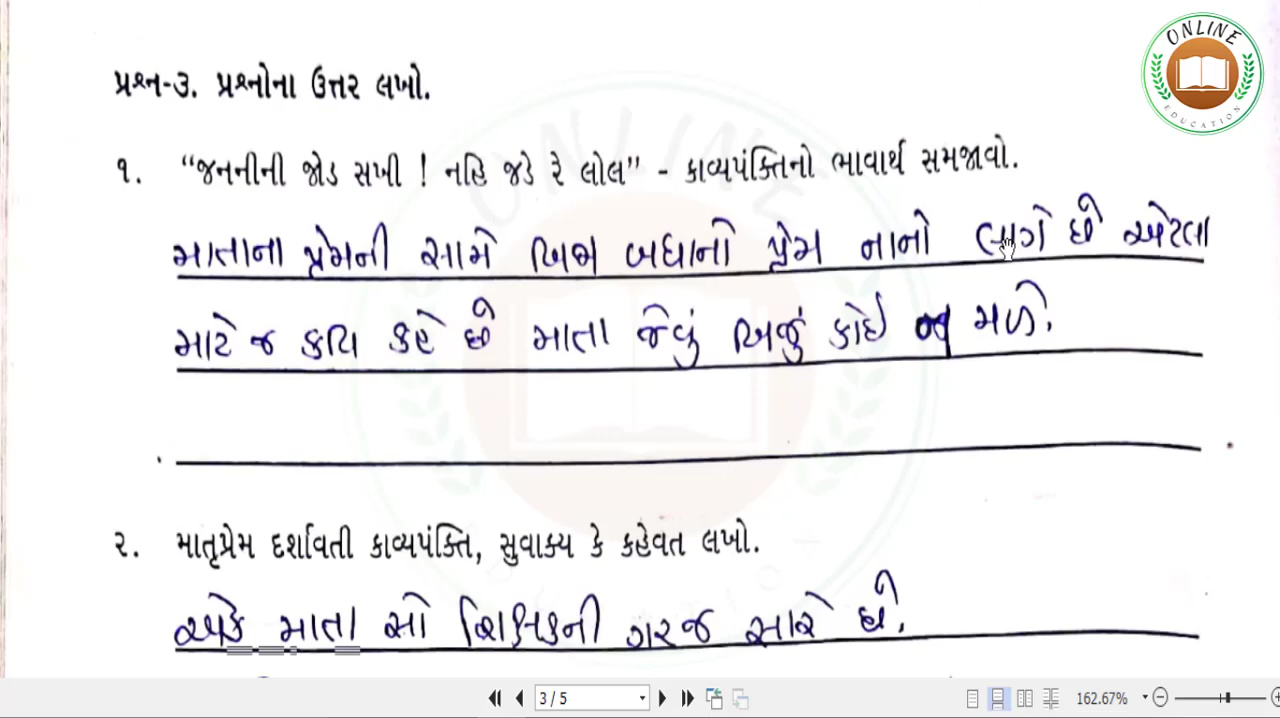 ONLINE
EDUCATION
પ્રશ્ન-૩. પ્રશ્નોના ઉત્તર લખો.
૧. "જનનીની જોડ સખી ! નહિ જડે રે લોલ" - કાવ્યપંક્તિનો ભાવાર્થ સમજાવો.
માતાના પ્રેમની સામે બિજા બધાનો પ્રેમ નાનો લાગે છે એટલા
માટે જ કવિ કહે છે માતા જેવું બિજું કોઈ ન મળે.
૨. માતૃપ્રેમ દર્શાવતી કાવ્યપંક્તિ, સુવાક્ય કે કહેવત લખો.
એક માતા સો શિક્ષકની ગરજ સારે છે.
3 / 5
162.67%